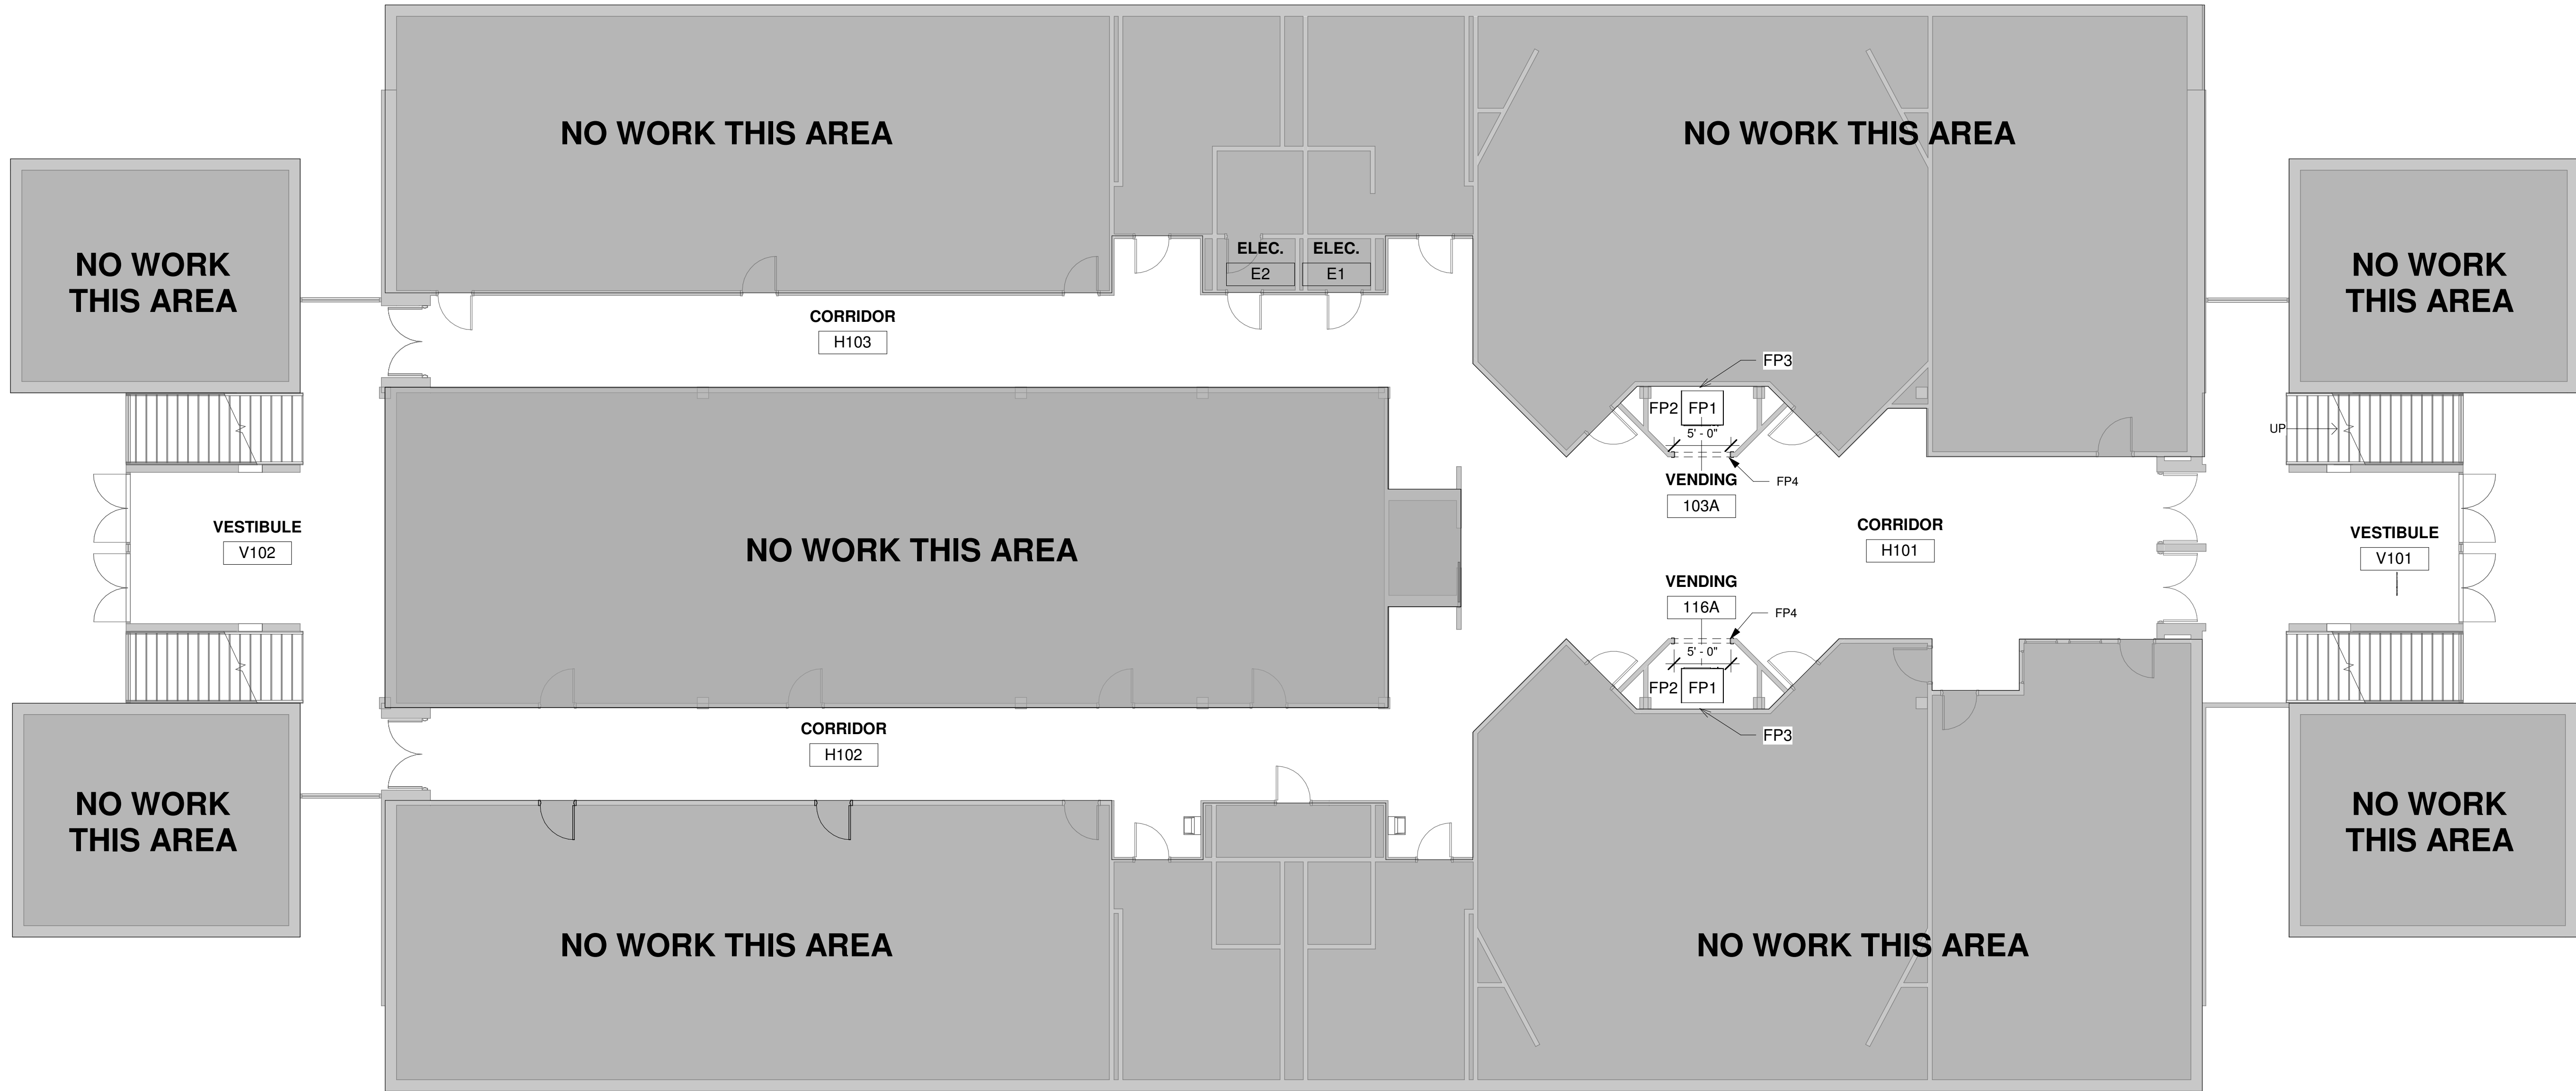 NO WORK THIS AREA
NO WORK THIS AREA
NO WORK
THIS AREA
ELEC.
E2
ELEC.
E1
NO WORK
THIS AREA
CORRIDOR
H103
FP3
FP2
FP1
5' - 0"
UP
VENDING
103A
FP4
VESTIBULE
V102
NO WORK THIS AREA
CORRIDOR
H101
VESTIBULE
V101
VENDING
116A
FP4
5' - 0"
FP2
FP1
FP3
CORRIDOR
H102
NO WORK
THIS AREA
NO WORK
THIS AREA
NO WORK THIS AREA
NO WORK THIS AREA